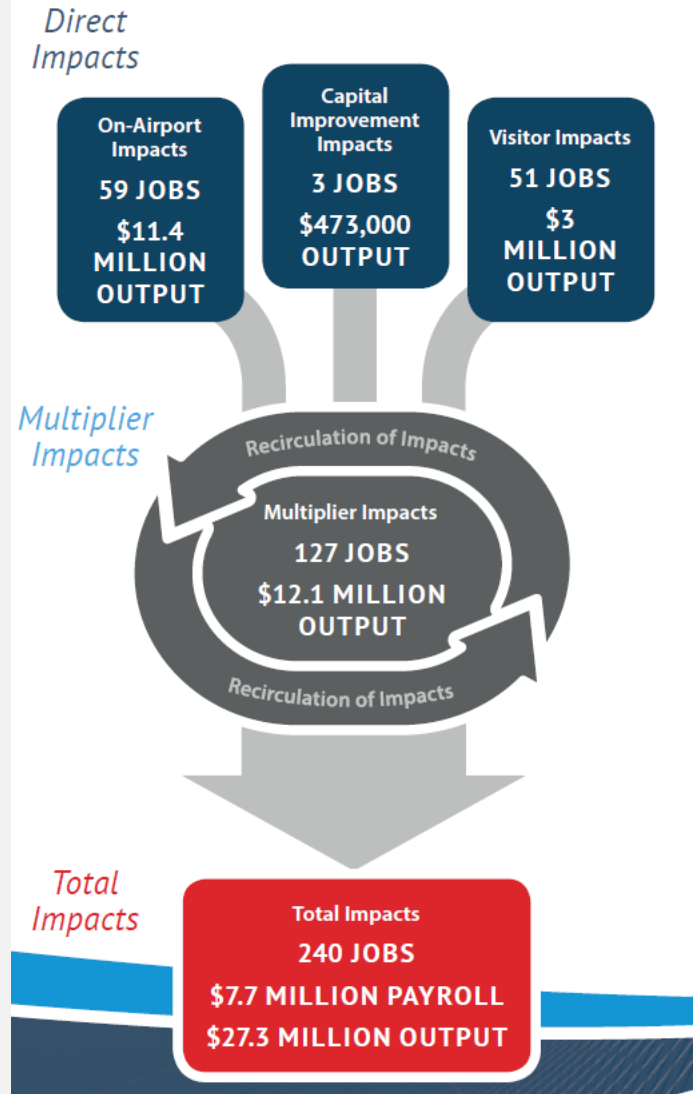 Direct
Impacts
On-Airport
Impacts
59 JOBS
$11.4
MILLION
OUTPUT
Capital
Improvement
Impacts
3 JOBS
$473,000
OUTPUT
Visitor Impacts
51 JOBS
$3
MILLION
OUTPUT
Multiplier
Impacts
Recirculation of Impacts
Multiplier Impacts
127 JOBS
$12.1 MILLION
OUTPUT
Recirculation of Impacts
Total
Impacts
Total Impacts
240 JOBS
$7.7 MILLION PAYROLL
$27.3 MILLION OUTPUT